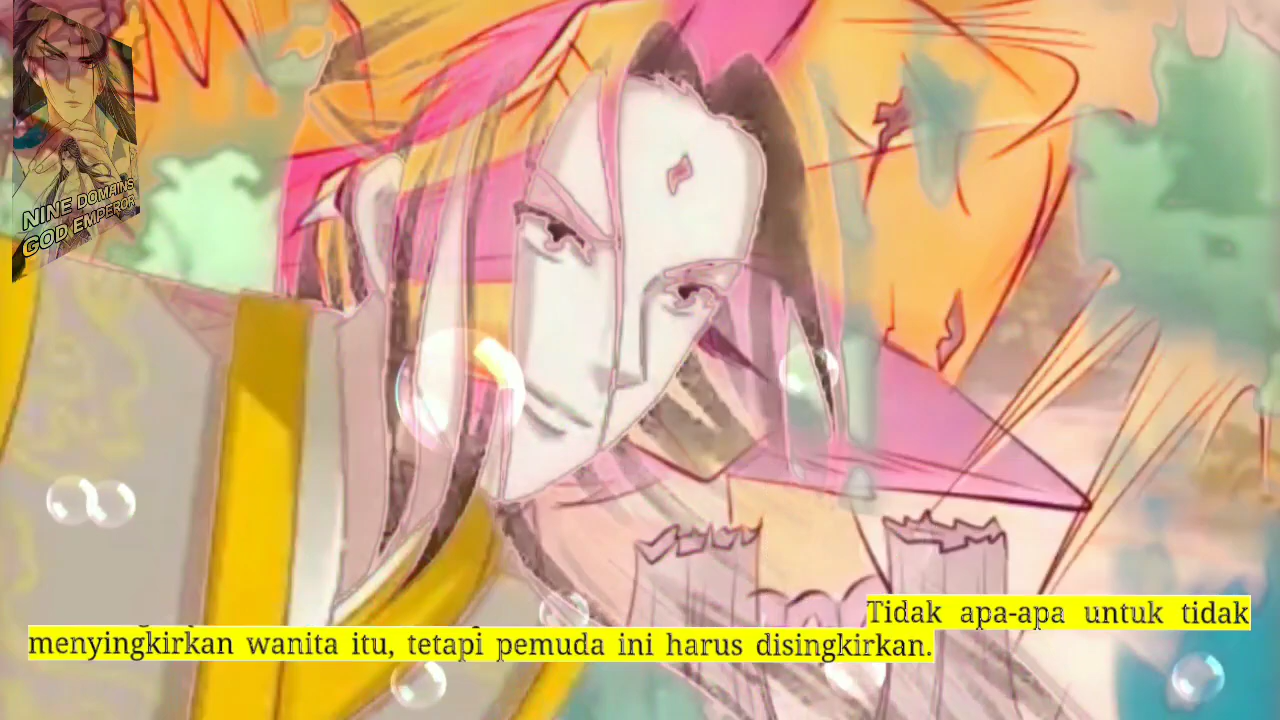 NINE DOMAINS
GOD EMPEROR
Tidak apa-apa untuk tidak
menyingkirkan wanita itu, tetapi pemuda ini harus disingkirkan.